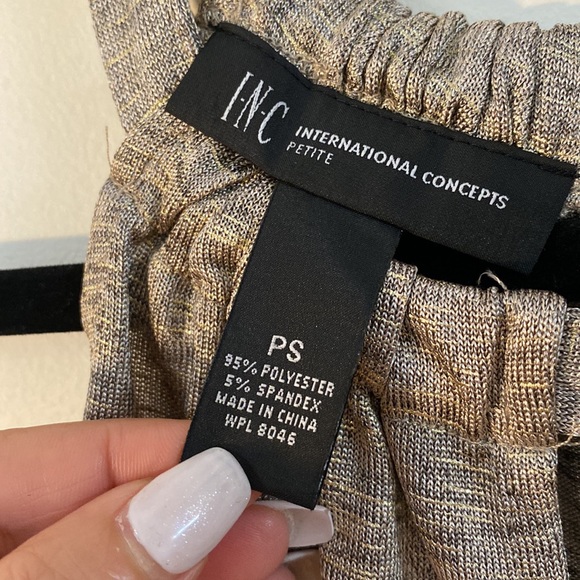 I·N·C
INTERNATIONAL CONCEPTS
PETITE
PS
95% POLYESTER
5% SPANDEX
MADE IN CHINA
WPL 8046